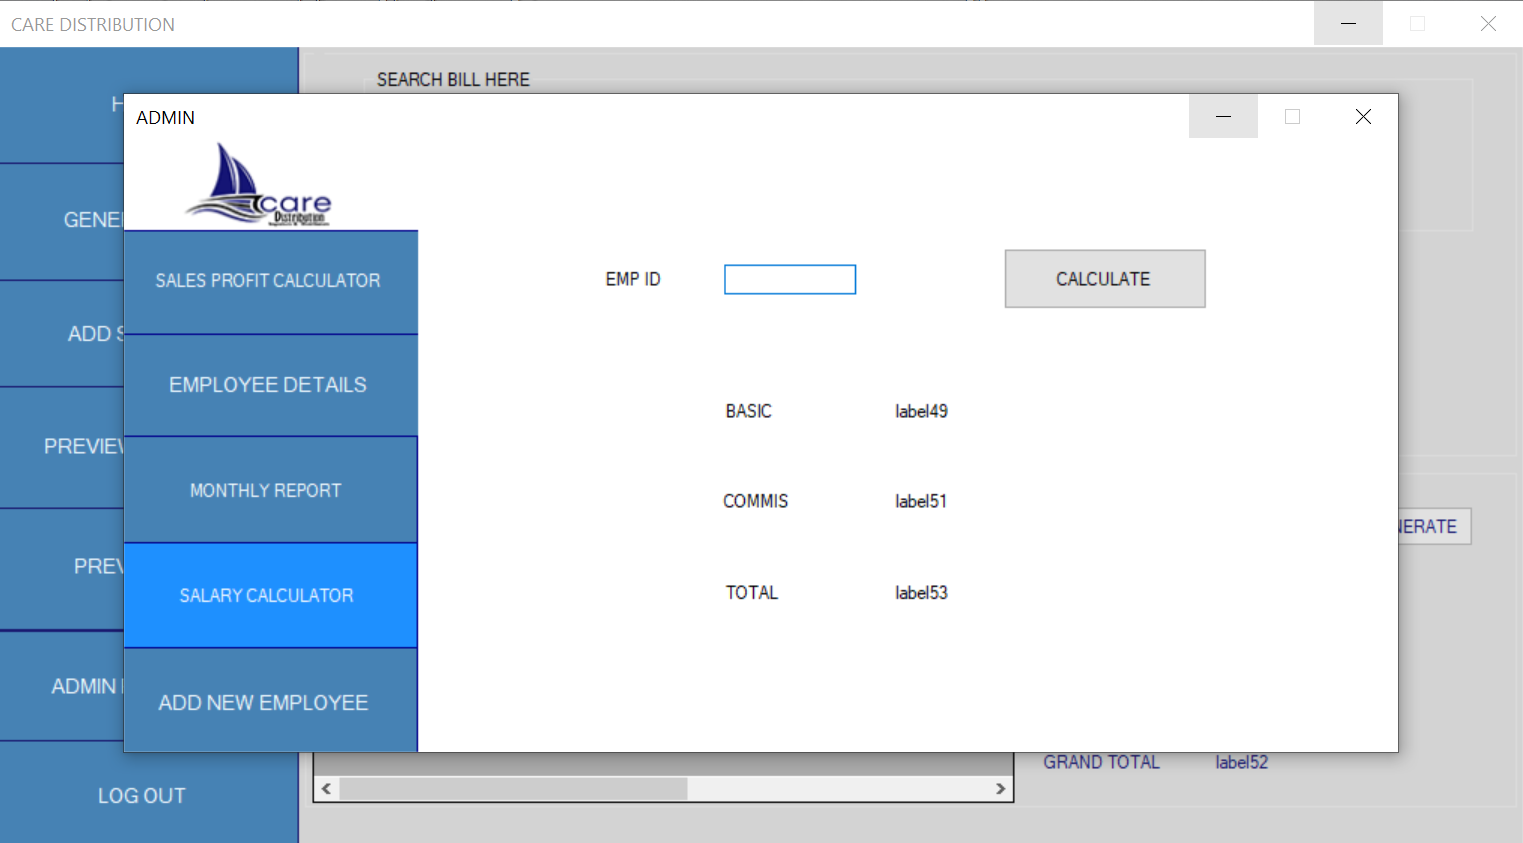 CARE DISTRIBUTION
SEARCH BILL HERE
ADMIN
care
Distribution
SALES PROFIT CALCULATOR
EMP ID
CALCULATE
GENE
ADD S
EMPLOYEE DETAILS
BASIC label49
PREVIEW
MONTHLY REPORT
COMMIS label51
NERATE
PREV
SALARY CALCULATOR
TOTAL label53
ADMIN
ADD NEW EMPLOYEE
GRAND TOTAL label52
LOG OUT